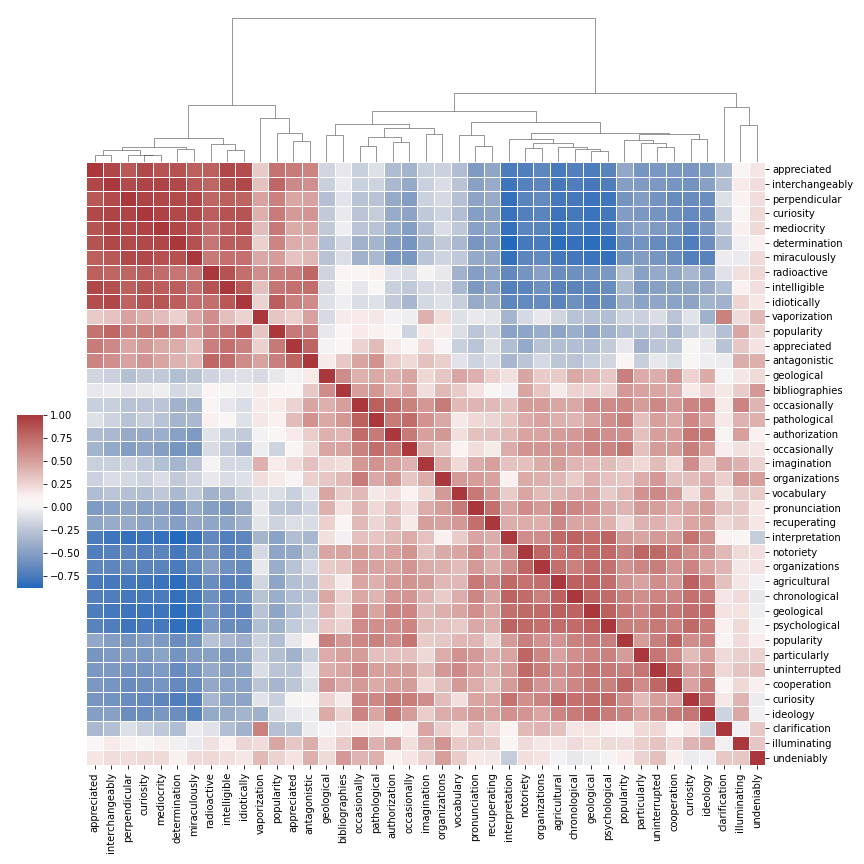 appreciated
interchangeably
perpendicular
curiosity
mediocrity
determination
miraculously
radioactive
intelligible
idiotically
vaporization
popularity
appreciated
antagonistic
geological
bibliographies
occasionally
pathological
authorization
occasionally
imagination
organizations
vocabulary
pronunciation
recuperating
interpretation
notoriety
organizations
agricultural
chronological
geological
psychological
popularity
particularly
uninterrupted
cooperation
curiosity
ideology
clarification
illuminating
undeniably
1.00
0.75
0.50
0.25
0.00
−0.25
−0.50
−0.75
appreciated
interchangeably
perpendicular
curiosity
mediocrity
determination
miraculously
radioactive
intelligible
idiotically
vaporization
popularity
appreciated
antagonistic
geological
bibliographies
occasionally
pathological
authorization
occasionally
imagination
organizations
vocabulary
pronunciation
recuperating
interpretation
notoriety
organizations
agricultural
chronological
geological
psychological
popularity
particularly
uninterrupted
cooperation
curiosity
ideology
clarification
illuminating
undeniably